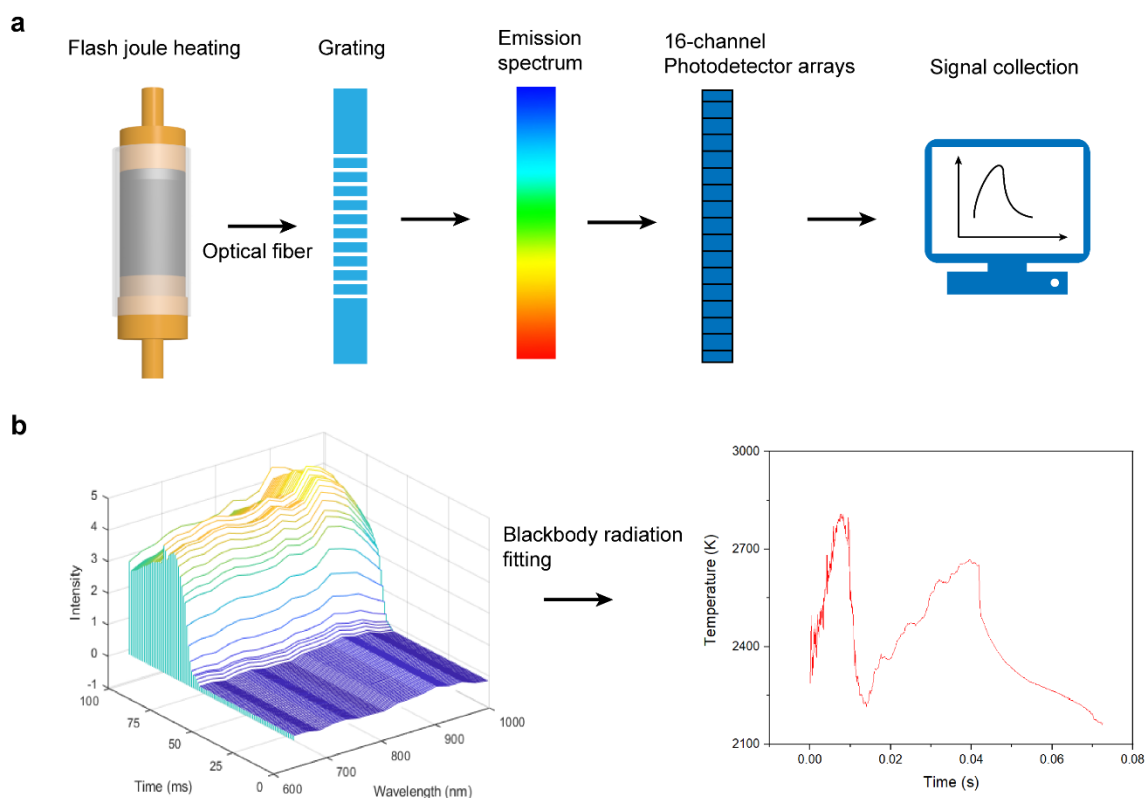 a
Flash joule heating
Grating
Emission
spectrum
16-channel
Photodetector arrays
Signal collection
Optical fiber
b
5
4
3
2
1
0
-1
Intensity
100
75
50
25
0
Time (ms)
600
700
800
900
1000
Wavelength (nm)
Blackbody radiation
fitting
3000
2700
2400
2100
Temperature (K)
0.00
0.02
0.04
0.06
0.08
Time (s)